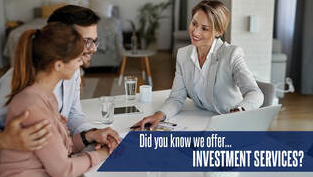 Did you know we offer...
INVESTMENT SERVICES?